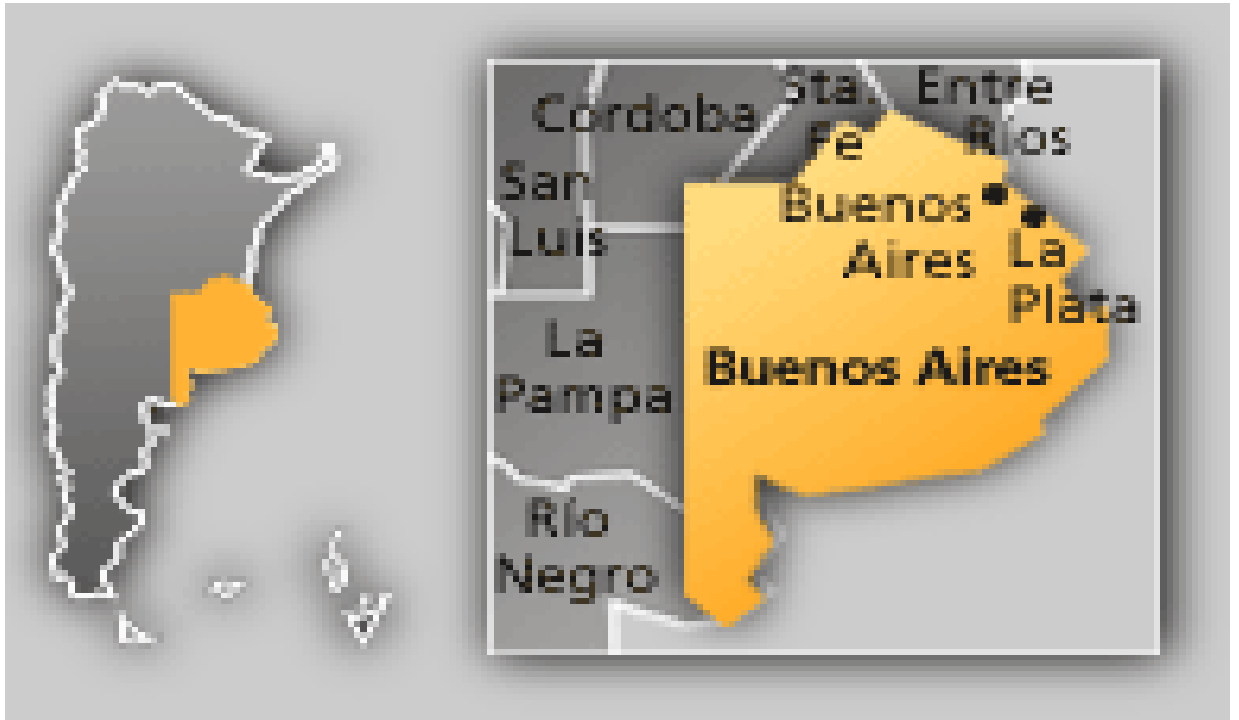 Cordoba
Sta.
Fe
Entre
Rios
San
Luis
Buenos
Aires
La
Plata
La
Pampa
Buenos Aires
Río
Negro